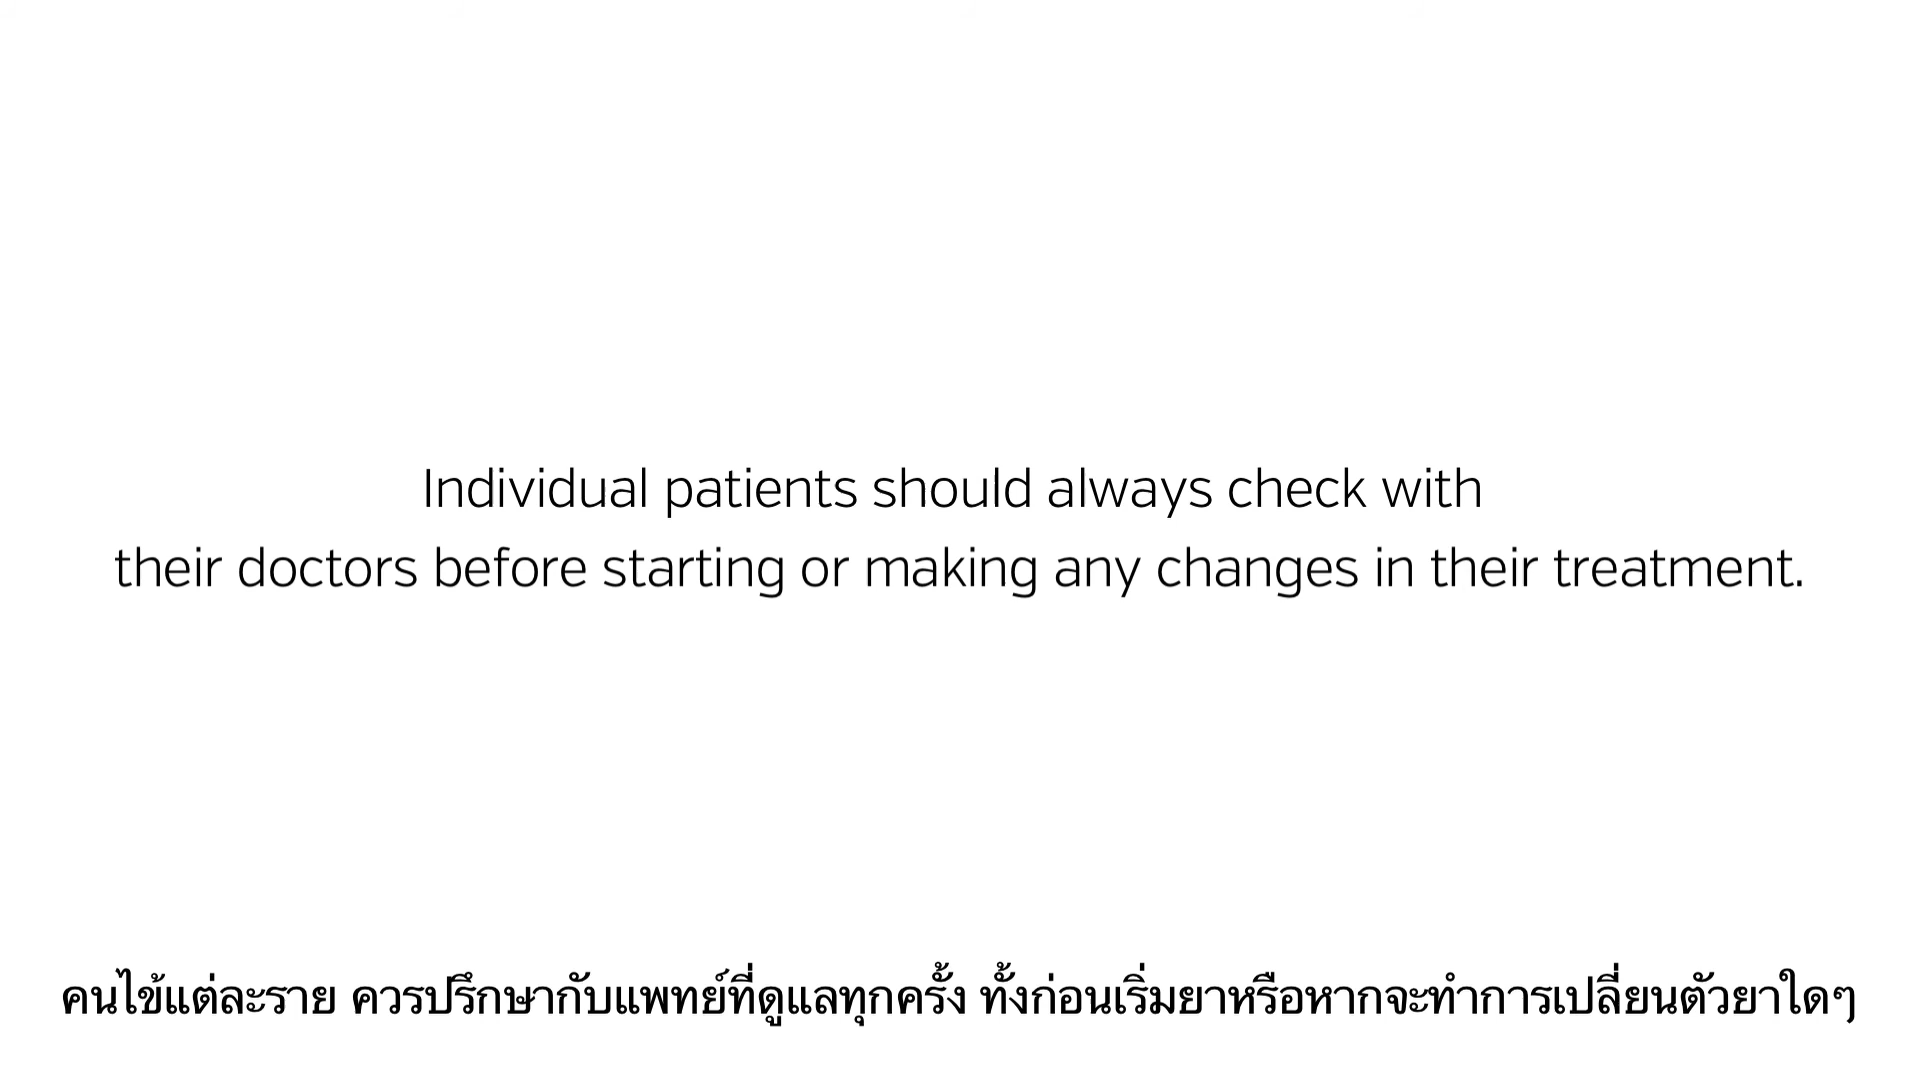 Individual patients should always check with
their doctors before starting or making any changes in their treatment.
คนไข้แต่ละราย ควรปรึกษากับแพทย์ที่ดูแลทุกครั้ง ทั้งก่อนเริ่มยาหรือหากจะทำการเปลี่ยนตัวยาใดๆ